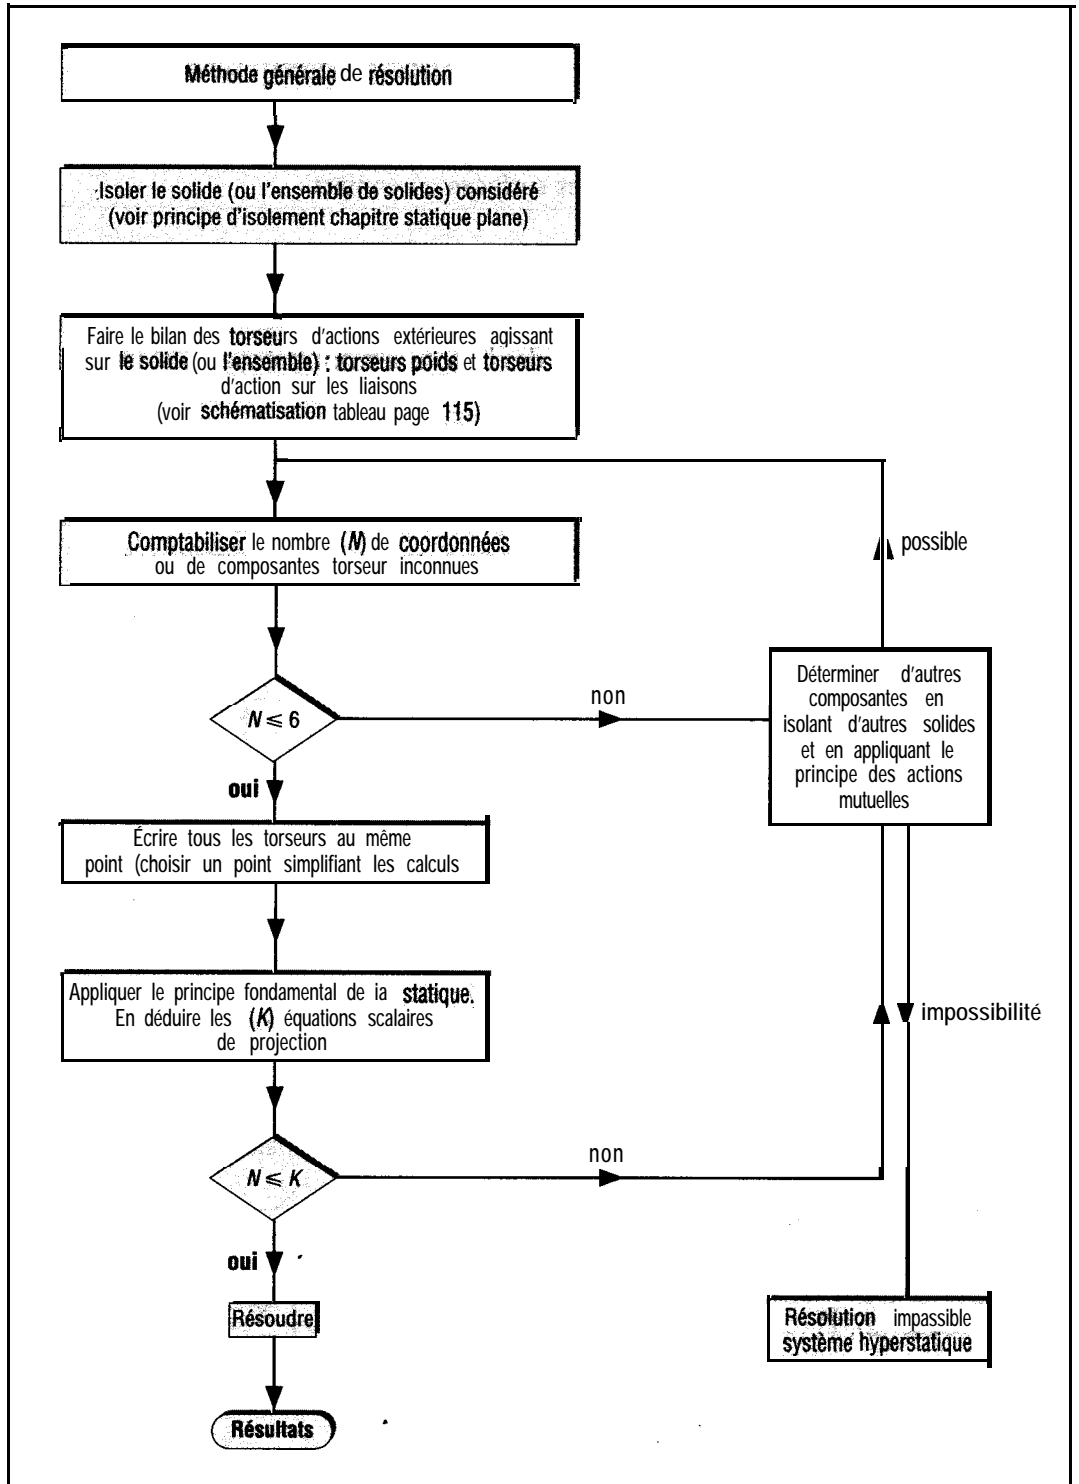 Méthode générale de résolution
Isoler le solide (ou l'ensemble de solides) considéré
(voir principe d'isolement chapitre statique plane)
Faire le bilan des torseurs d'actions extérieures agissant
sur le solide (ou l'ensemble) : torseurs poids et torseurs
d'action sur les liaisons
(voir schématisation tableau page 115)
Comptabiliser le nombre (N) de coordonnées
ou de composantes torseur inconnues
possible
Déterminer d'autres
composantes en
isolant d'autres solides
et en appliquant le
principe des actions
mutuelles
non
N ⩽ 6
oui
Écrire tous les torseurs au même
point (choisir un point simplifiant les calculs
Appliquer le principe fondamental de ia statique.
En déduire les (K) équations scalaires
de projection
impossibilité
non
N ⩽ K
oui
Résoudre
Résolution impassible
système hyperstatique
Résultats